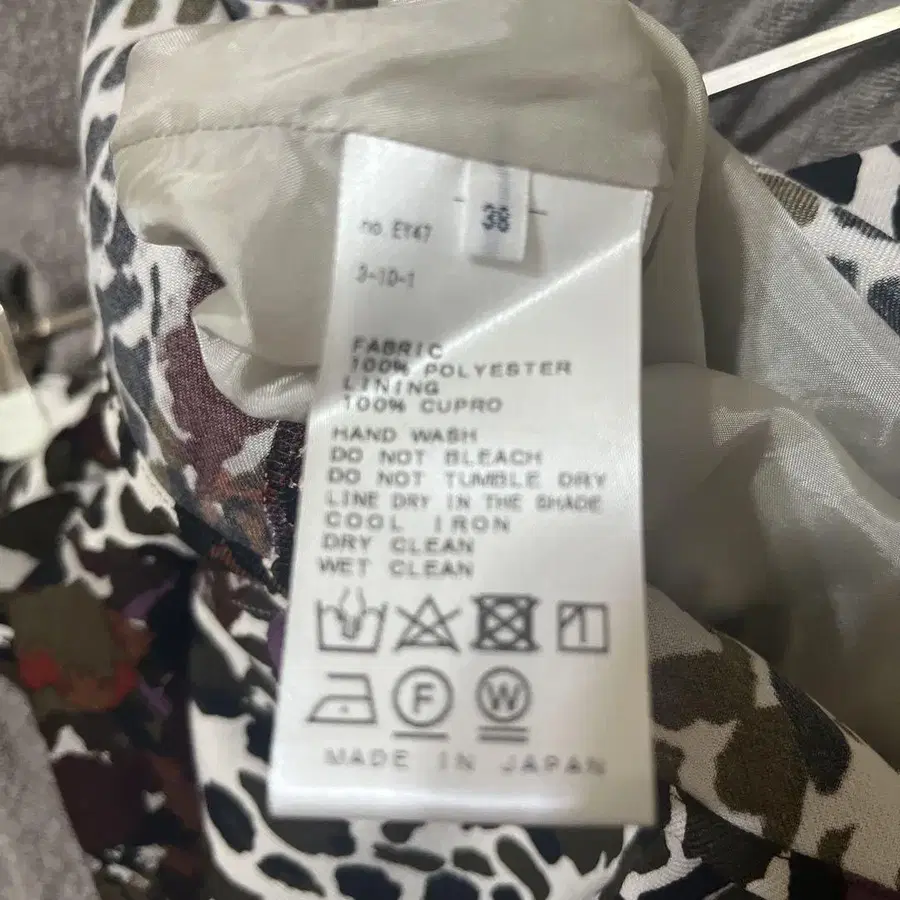 38
no. EY47
3-10-1
FABRIC
100% POLYESTER
LINING
100% CUPRO
HAND WASH
DO NOT BLEACH
DO NOT TUMBLE DRY
LINE DRY IN THE SHADE
COOL IRON
DRY CLEAN
WET CLEAN
F W
MADE IN JAPAN